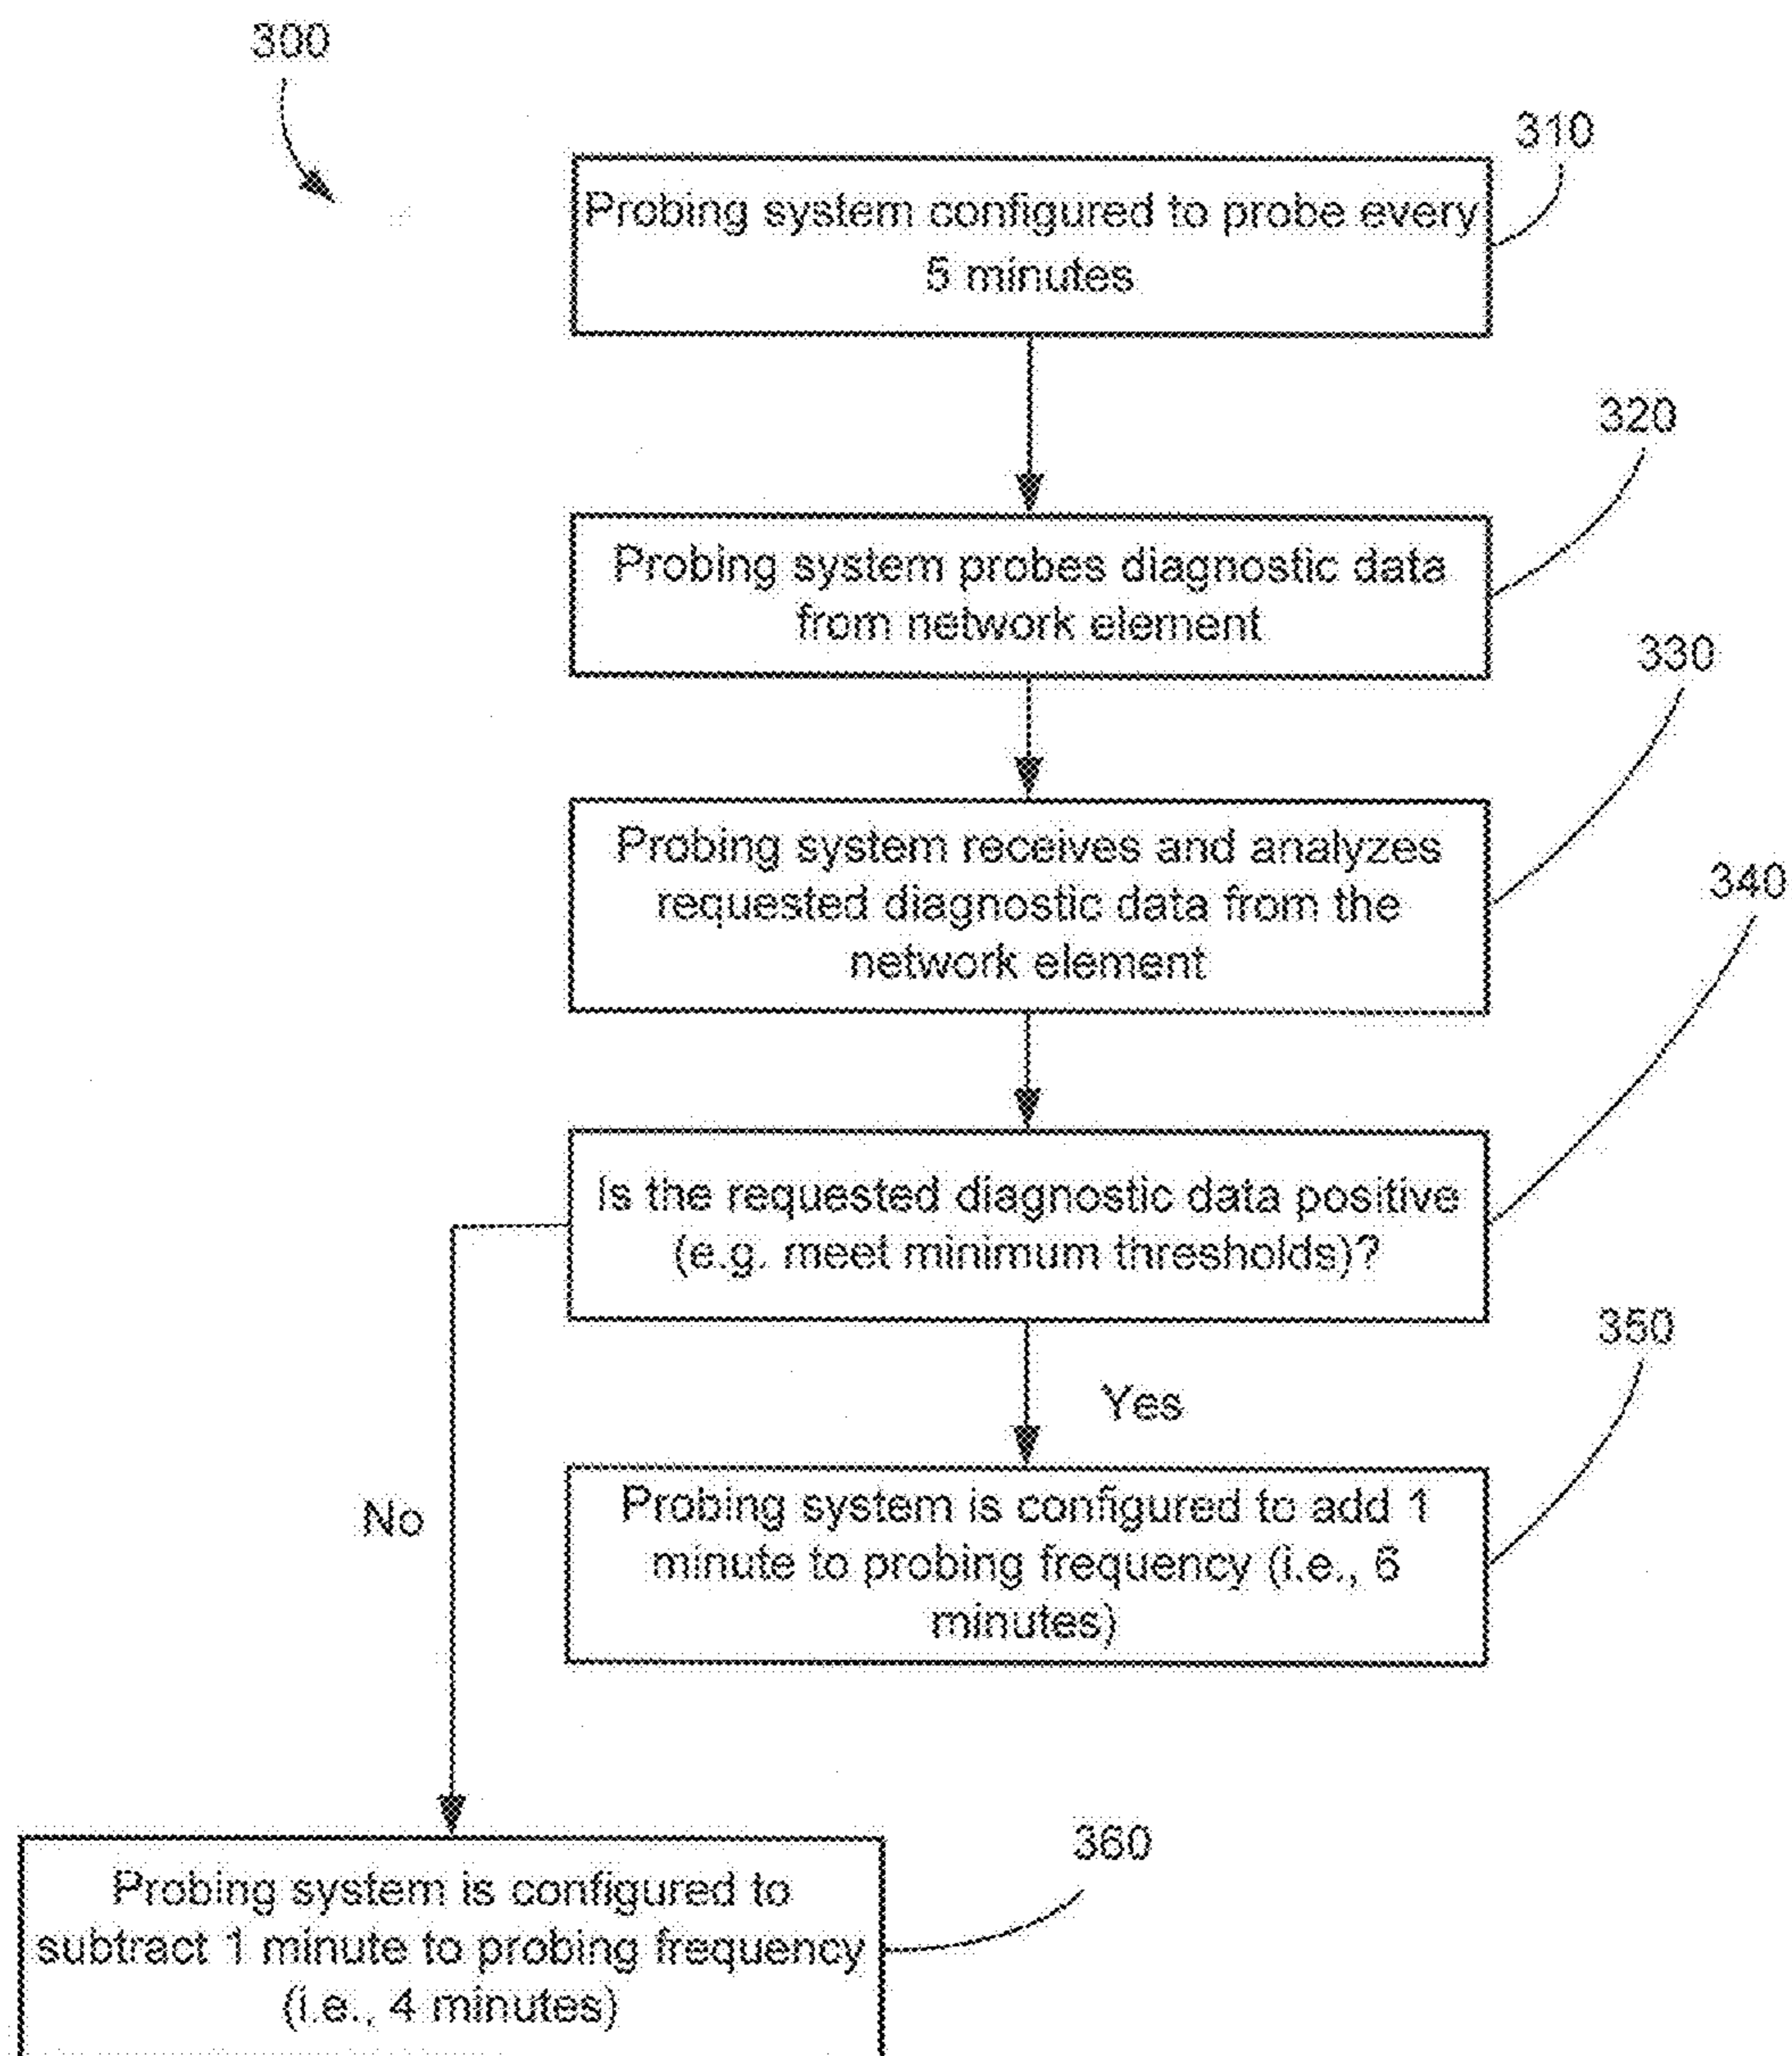 300
310
Probing system configured to probe every
5 minutes
320
Probing system probes diagnostic data
from network element
330
Probing system receives and analyzes
requested diagnostic data from the
network element
340
Is the requested diagnostic data positive
(e.g. meet minimum thresholds)?
350
Yes
Probing system is configured to add 1
minute to probing frequency (i.e., 6
minutes)
No
360
Probing system is configured to
subtract 1 minute to probing frequency
(i.e., 4 minutes)